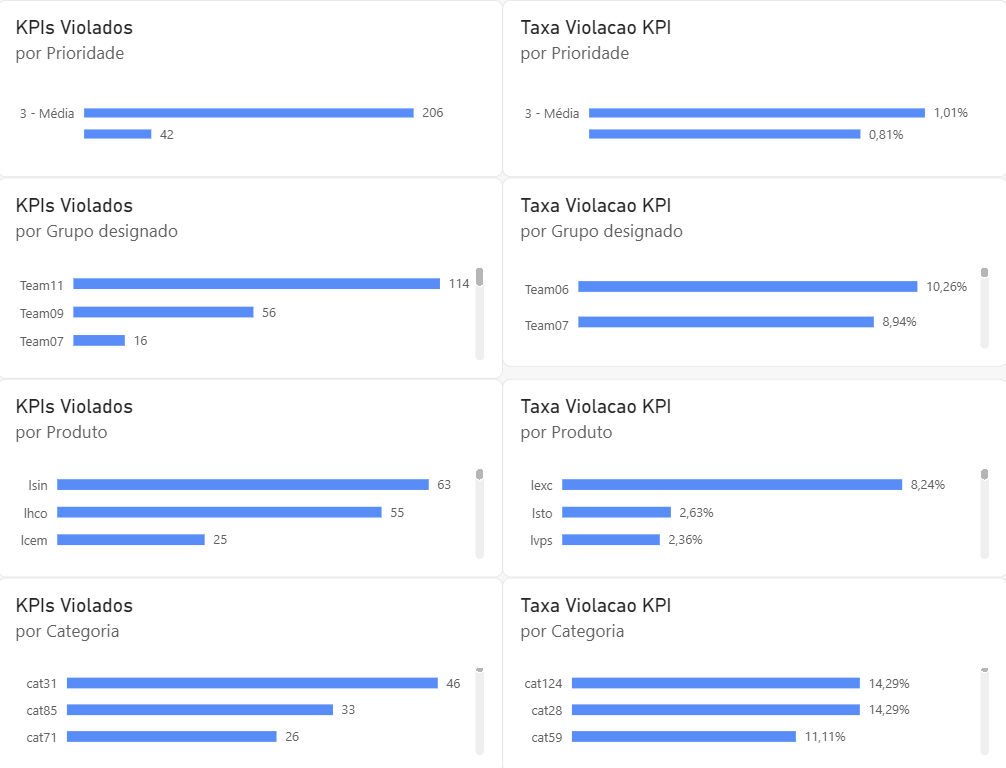 KPIs Violados
por Prioridade
3 - Média 206
42
Taxa Violacao KPI
por Prioridade
3 - Média 1,01%
0,81%
KPIs Violados
por Grupo designado
Team11 114
Team09 56
Team07 16
Taxa Violacao KPI
por Grupo designado
Team06 10,26%
Team07 8,94%
KPIs Violados
por Produto
lsin 63
lhco 55
lcem 25
Taxa Violacao KPI
por Produto
lexc 8,24%
lsto 2,63%
lvps 2,36%
KPIs Violados
por Categoria
cat31 46
cat85 33
cat71 26
Taxa Violacao KPI
por Categoria
cat124 14,29%
cat28 14,29%
cat59 11,11%